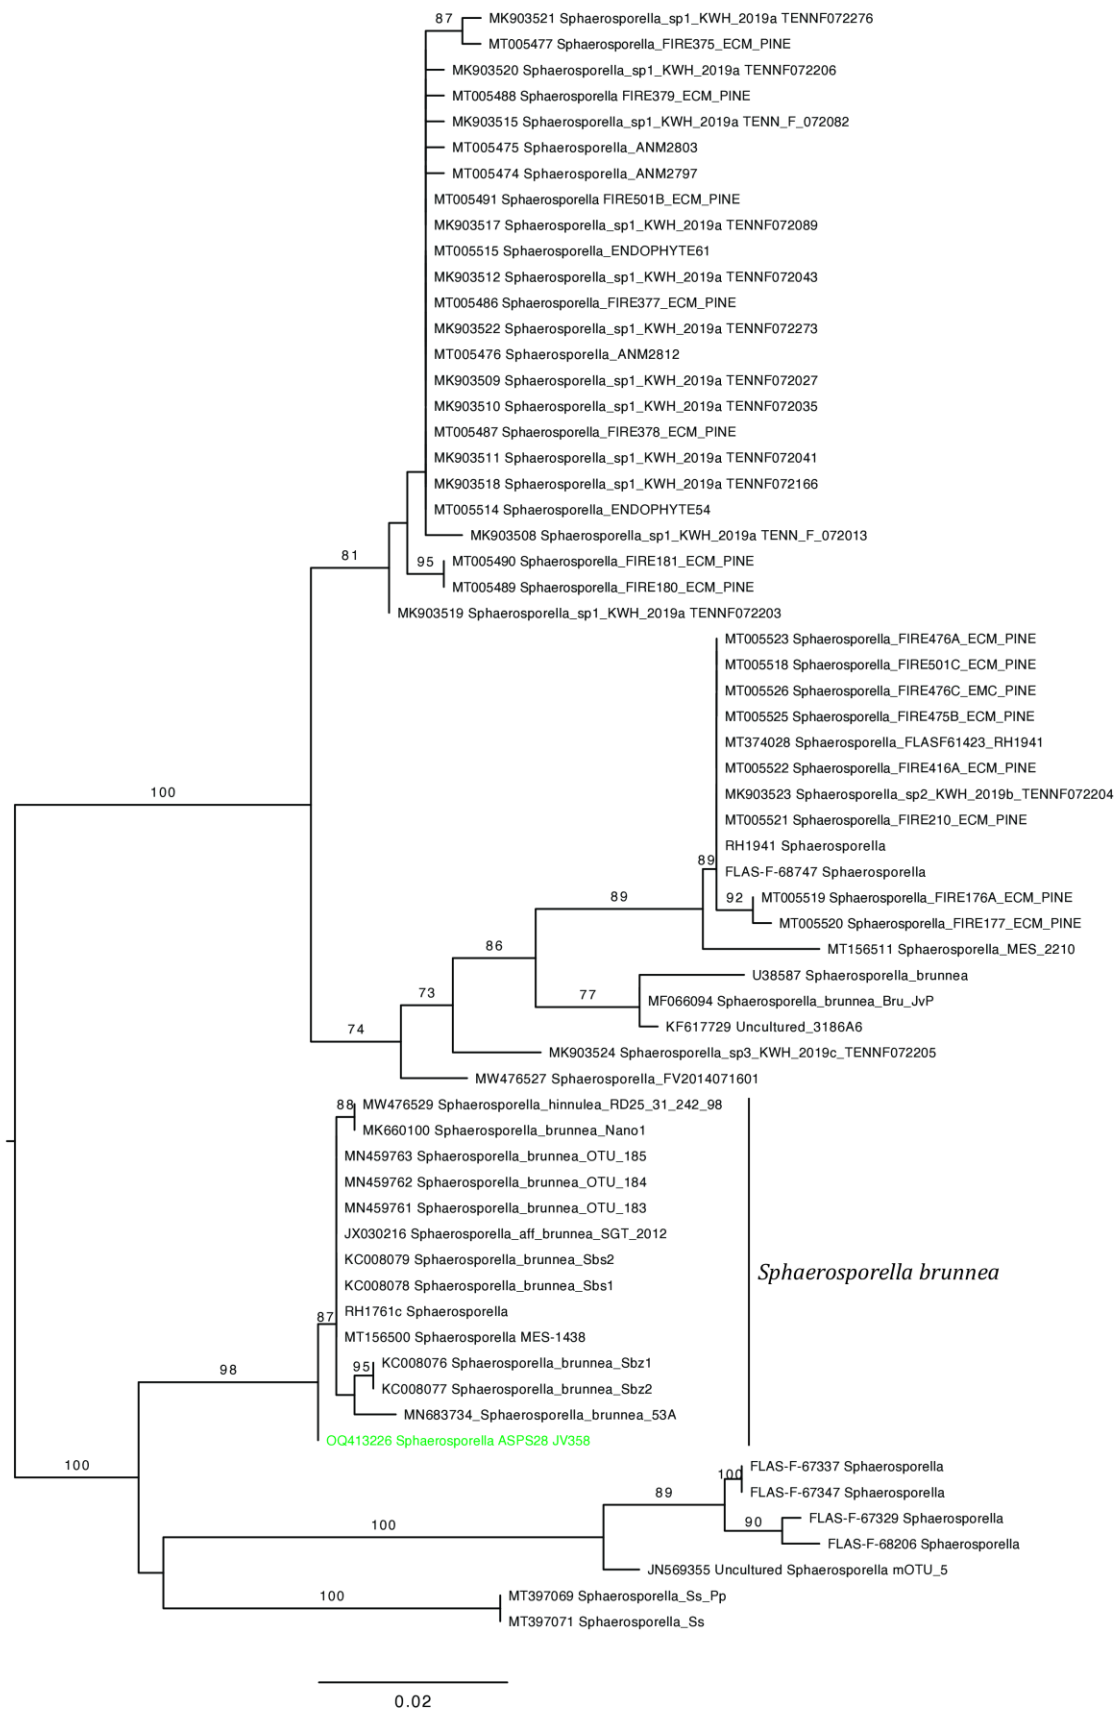 87
MK903521 Sphaerosporella_sp1_KWH_2019a TENNF072276
MT005477 Sphaerosporella_FIRE375_ECM_PINE
MK903520 Sphaerosporella_sp1_KWH_2019a TENNF072206
MT005488 Sphaerosporella FIRE379_ECM_PINE
MK903515 Sphaerosporella_sp1_KWH_2019a TENN_F_072082
MT005475 Sphaerosporella_ANM2803
MT005474 Sphaerosporella_ANM2797
MT005491 Sphaerosporella FIRE501B_ECM_PINE
MK903517 Sphaerosporella_sp1_KWH_2019a TENNF072089
MT005515 Sphaerosporella_ENDOPHYTE61
MK903512 Sphaerosporella_sp1_KWH_2019a TENNF072043
MT005486 Sphaerosporella_FIRE377_ECM_PINE
MK903522 Sphaerosporella_sp1_KWH_2019a TENNF072273
MT005476 Sphaerosporella_ANM2812
MK903509 Sphaerosporella_sp1_KWH_2019a TENNF072027
MK903510 Sphaerosporella_sp1_KWH_2019a TENNF072035
MT005487 Sphaerosporella_FIRE378_ECM_PINE
MK903511 Sphaerosporella_sp1_KWH_2019a TENNF072041
MK903518 Sphaerosporella_sp1_KWH_2019a TENNF072166
MT005514 Sphaerosporella_ENDOPHYTE54
MK903508 Sphaerosporella_sp1_KWH_2019a TENN_F_072013
81
95
MT005490 Sphaerosporella_FIRE181_ECM_PINE
MT005489 Sphaerosporella_FIRE180_ECM_PINE
MK903519 Sphaerosporella_sp1_KWH_2019a TENNF072203
MT005523 Sphaerosporella_FIRE476A_ECM_PINE
MT005518 Sphaerosporella_FIRE501C_ECM_PINE
MT005526 Sphaerosporella_FIRE476C_EMC_PINE
MT005525 Sphaerosporella_FIRE475B_ECM_PINE
MT374028 Sphaerosporella_FLASF61423_RH1941
MT005522 Sphaerosporella_FIRE416A_ECM_PINE
100
MK903523 Sphaerosporella_sp2_KWH_2019b_TENNF072204
MT005521 Sphaerosporella_FIRE210_ECM_PINE
RH1941 Sphaerosporella
89
FLAS-F-68747 Sphaerosporella
89
92
MT005519 Sphaerosporella_FIRE176A_ECM_PINE
MT005520 Sphaerosporella_FIRE177_ECM_PINE
86
MT156511 Sphaerosporella_MES_2210
U38587 Sphaerosporella_brunnea
73
77
MF066094 Sphaerosporella_brunnea_Bru_JvP
74
KF617729 Uncultured_3186A6
MK903524 Sphaerosporella_sp3_KWH_2019c_TENNF072205
MW476527 Sphaerosporella_FV2014071601
88
MW476529 Sphaerosporella_hinnulea_RD25_31_242_98
MK660100 Sphaerosporella_brunnea_Nano1
MN459763 Sphaerosporella_brunnea_OTU_185
MN459762 Sphaerosporella_brunnea_OTU_184
MN459761 Sphaerosporella_brunnea_OTU_183
JX030216 Sphaerosporella_aff_brunnea_SGT_2012
KC008079 Sphaerosporella_brunnea_Sbs2
Sphaerosporella brunnea
KC008078 Sphaerosporella_brunnea_Sbs1
87
RH1761c Sphaerosporella
MT156500 Sphaerosporella MES-1438
98
95
KC008076 Sphaerosporella_brunnea_Sbz1
KC008077 Sphaerosporella_brunnea_Sbz2
MN683734_Sphaerosporella_brunnea_53A
OQ413226 Sphaerosporella ASPS28 JV358
100
100
FLAS-F-67337 Sphaerosporella
FLAS-F-67347 Sphaerosporella
89
90
FLAS-F-67329 Sphaerosporella
100
FLAS-F-68206 Sphaerosporella
JN569355 Uncultured Sphaerosporella mOTU_5
100
MT397069 Sphaerosporella_Ss_Pp
MT397071 Sphaerosporella_Ss
0.02